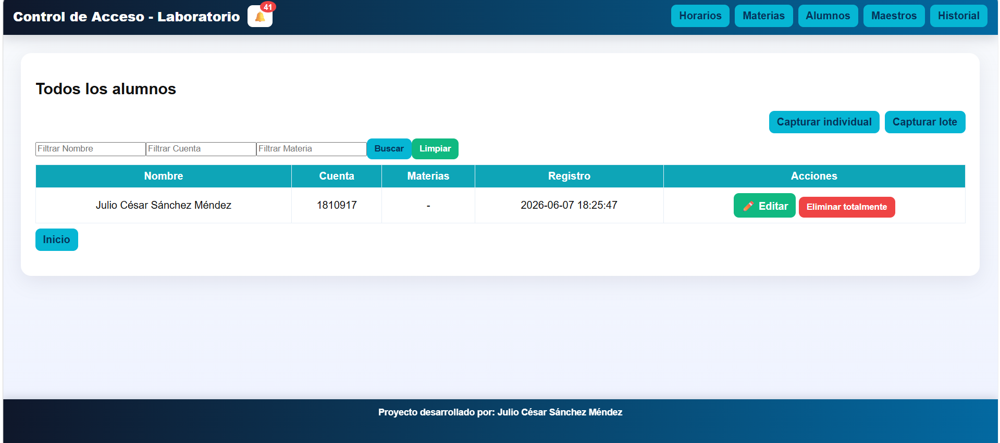 Control de Acceso - Laboratorio 41 Horarios Materias Alumnos Maestros Historial
Todos los alumnos
Capturar individual Capturar lote
Filtrar Nombre Filtrar Cuenta Filtrar Materia Buscar Limpiar
Nombre Cuenta Materias Registro Acciones
Julio César Sánchez Méndez 1810917 - 2026-06-07 18:25:47 Editar Eliminar totalmente
Inicio
Proyecto desarrollado por: Julio César Sánchez Méndez